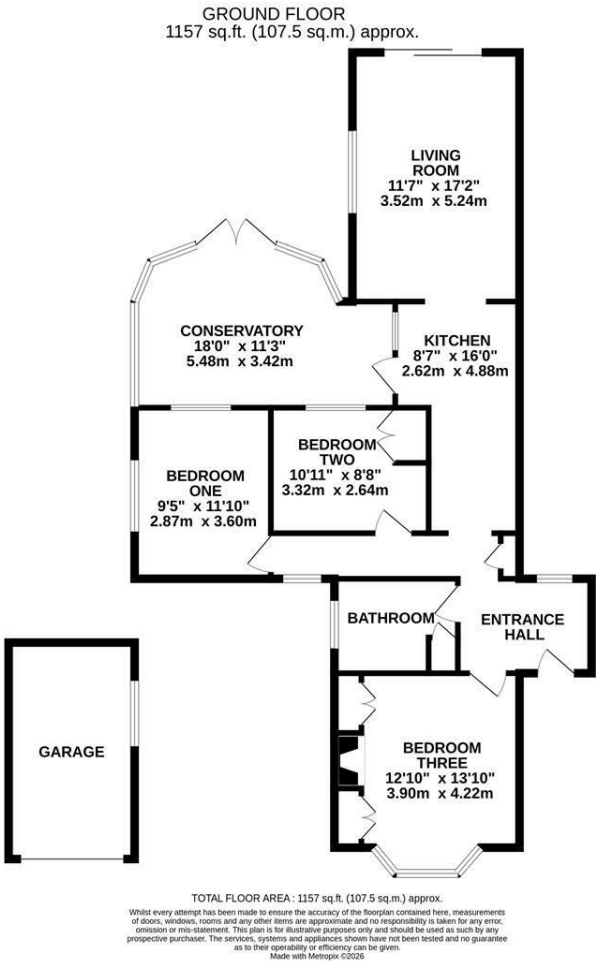 GROUND FLOOR
1157 sq.ft. (107.5 sq.m.) approx.
LIVING
ROOM
11'7" x 17'2"
3.52m x 5.24m
CONSERVATORY
18'0" x 11'3"
5.48m x 3.42m
KITCHEN
8'7" x 16'0"
2.62m x 4.88m
BEDROOM
ONE
9'5" x 11'10"
2.87m x 3.60m
BEDROOM
TWO
10'11" x 8'8"
3.32m x 2.64m
BATHROOM
ENTRANCE
HALL
GARAGE
BEDROOM
THREE
12'10" x 13'10"
3.90m x 4.22m
TOTAL FLOOR AREA : 1157 sq.ft. (107.5 sq.m.) approx.
Whilst every attempt has been made to ensure the accuracy of the floorplan contained here, measurements
of doors, windows, rooms and any other items are approximate and no responsibility is taken for any error,
omission or mis-statement. This plan is for illustrative purposes only and should be used as such by any
prospective purchaser. The services, systems and appliances shown have not been tested and no guarantee
as to their operability or efficiency can be given.
Made with Metropix ©2026